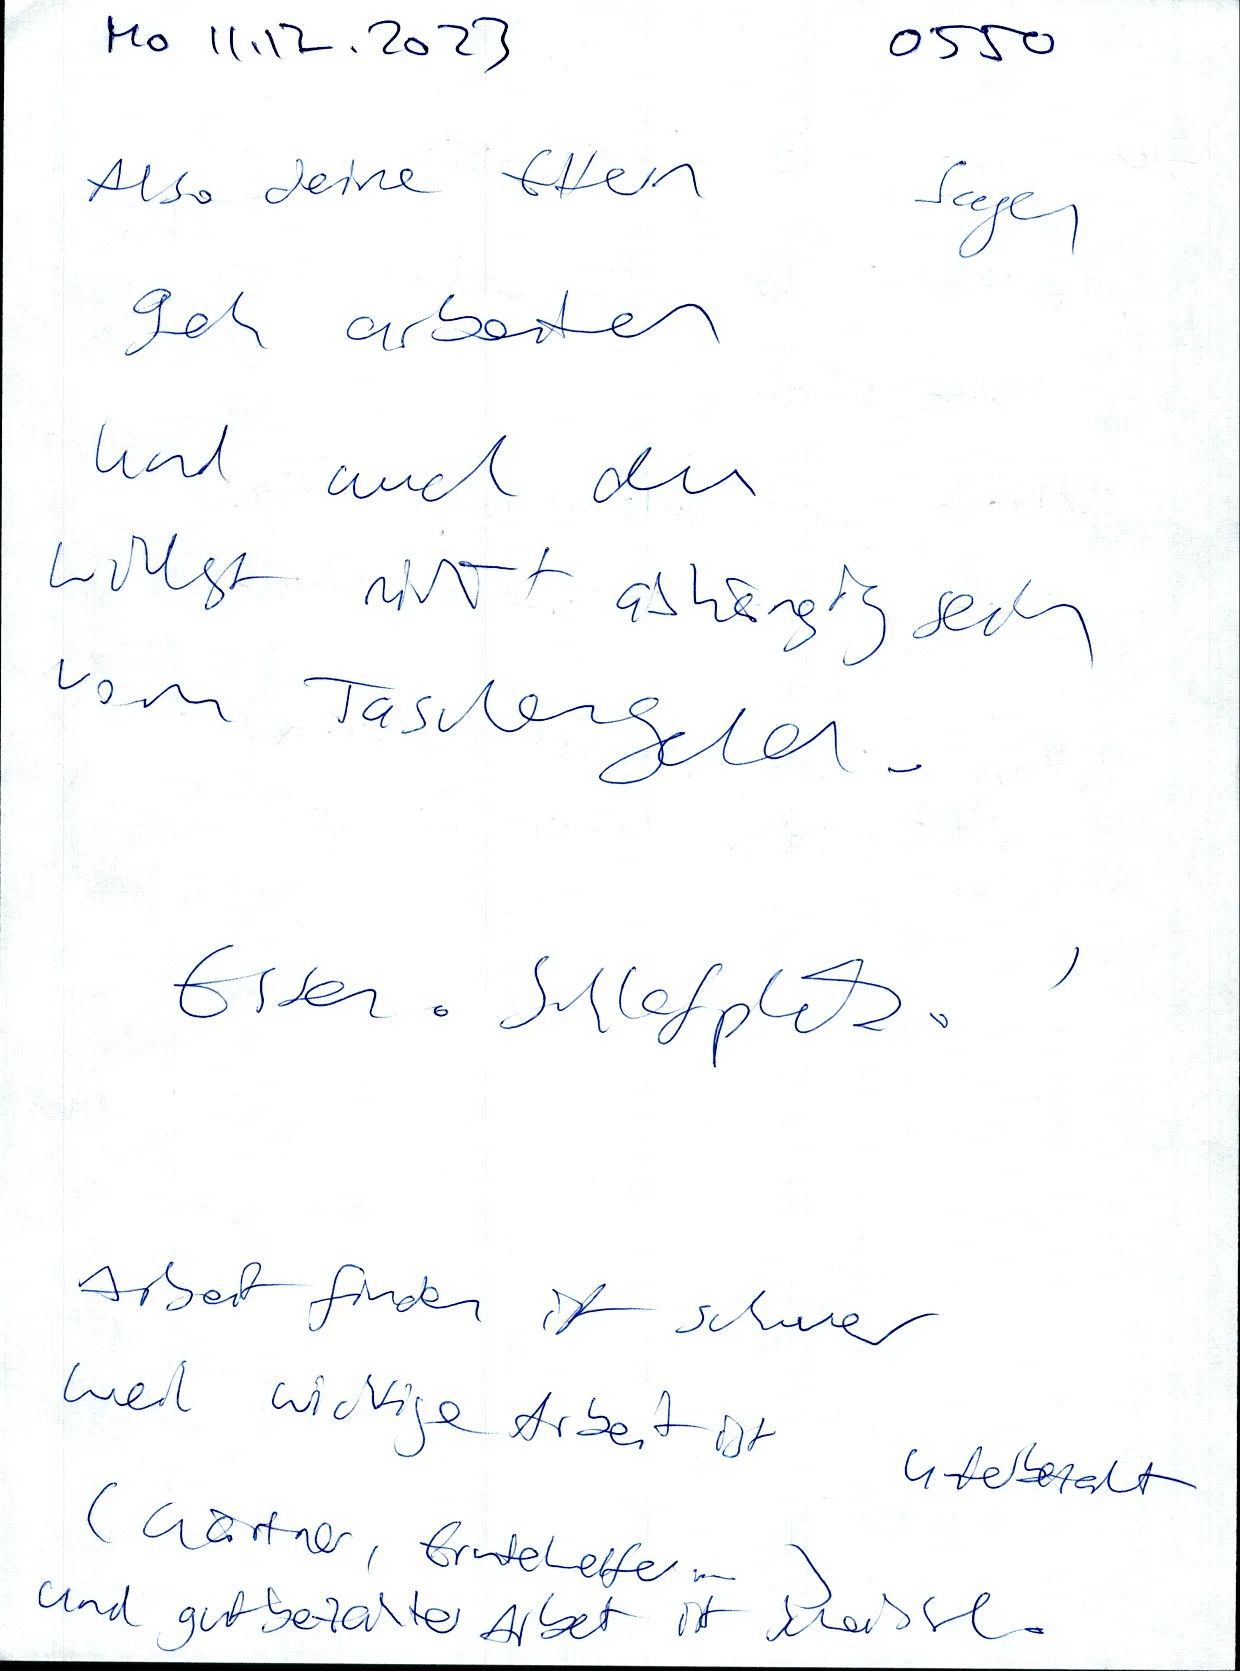 Mo 11.12.2023 0550
Also deine Eltern sagen
geh arbeiten
und auch du
willst nicht abhängig sein
vom Taschengeld.
Essen. Schlafplatz.
Arbeit finden ist schwer
weil wichtige Arbeit ist unterbezahlt
(Gärtner, Erntehelfer ...)
und gutbezahlte Arbeit ist scheisse.